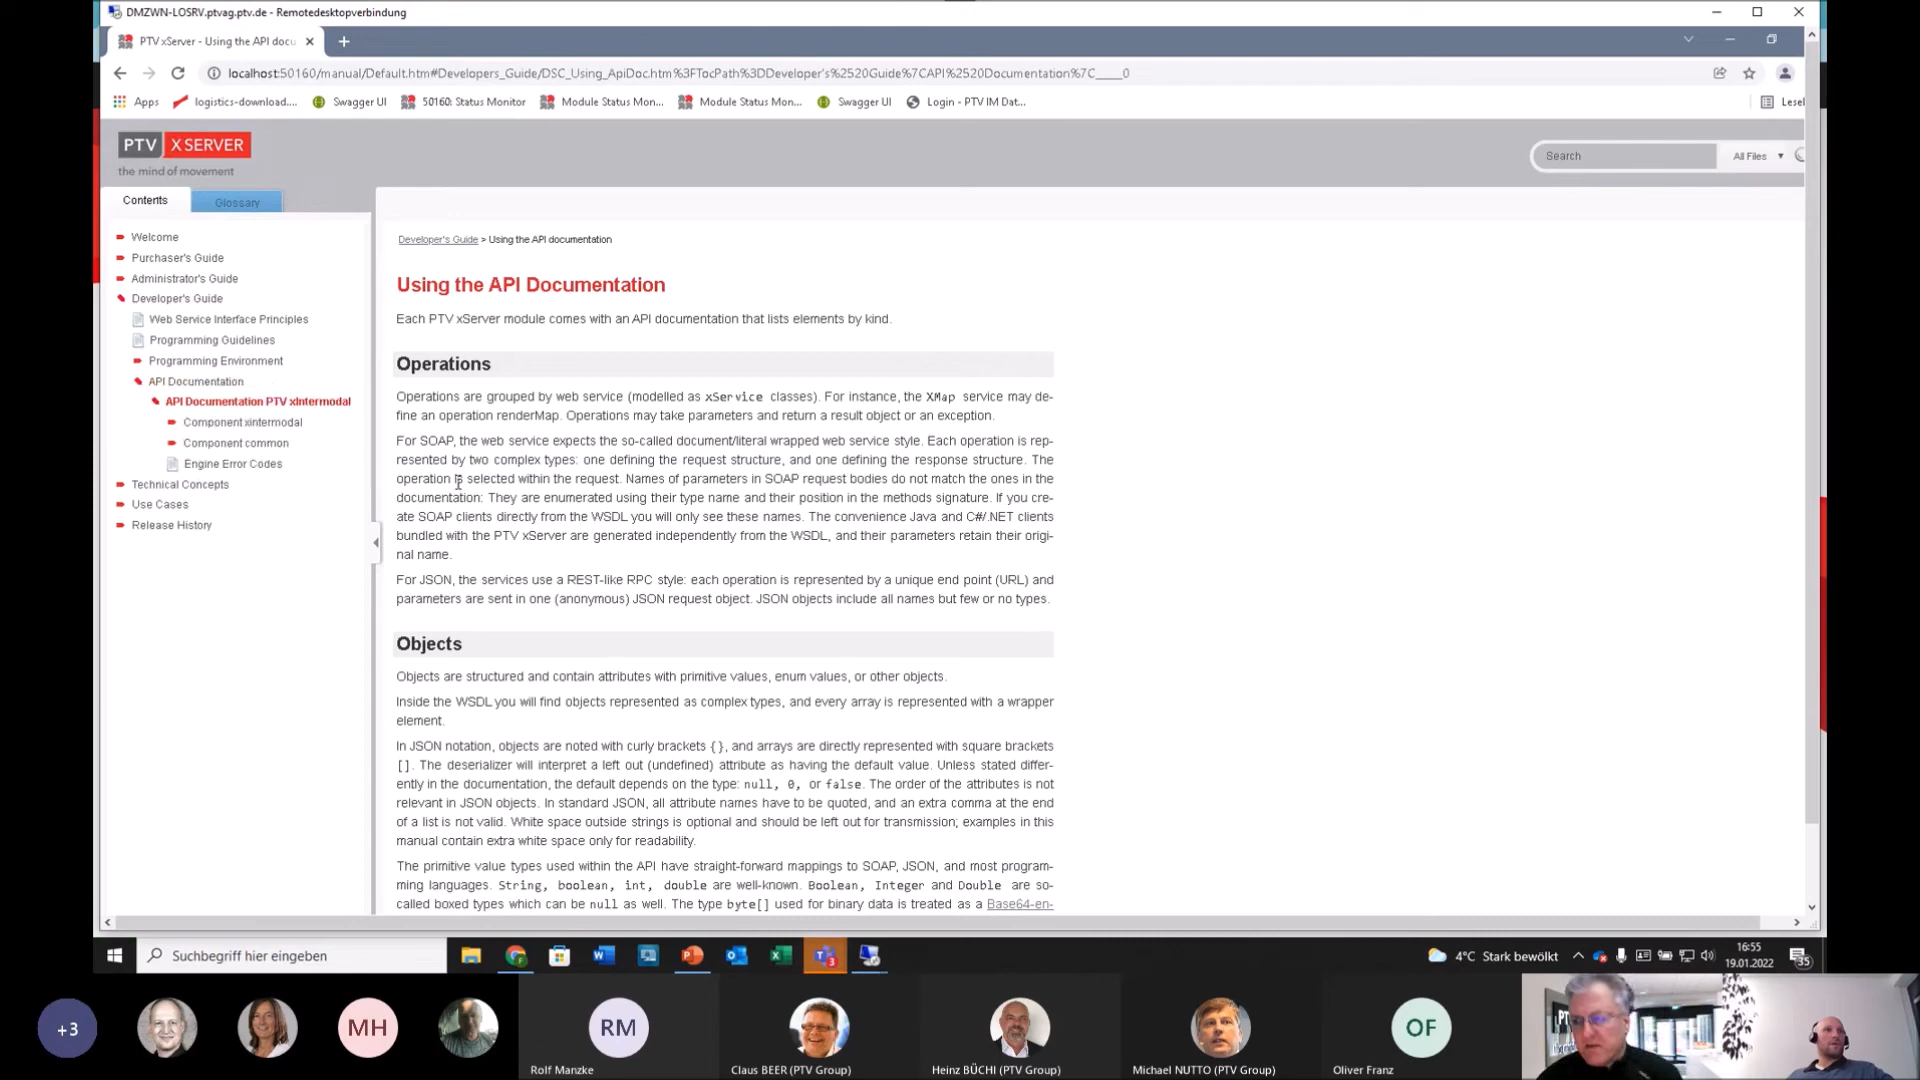 DMZWN-LOSRV.ptvag.ptv.de - Remotedesktopverbindung
PTV xServer - Using the API docu
localhost:50160/manual/Default.htm#Developers_Guide/DSC_Using_ApiDoc.htm%3FTocPath%3DDeveloper's%2520Guide%7CAPI%2520Documentation%7C_____0
Apps
logistics-download....
Swagger UI
50160: Status Monitor
Module Status Mon...
Module Status Mon...
Swagger UI
Login - PTV IM Dat...
Lesel
PTV X SERVER
the mind of movement
Search
All Files
Contents
Glossary
Welcome
Purchaser's Guide
Administrator's Guide
Developer's Guide
Web Service Interface Principles
Programming Guidelines
Programming Environment
API Documentation
API Documentation PTV xIntermodal
Component xintermodal
Component common
Engine Error Codes
Technical Concepts
Use Cases
Release History
Developer's Guide > Using the API documentation
Using the API Documentation
Each PTV xServer module comes with an API documentation that lists elements by kind.
Operations
Operations are grouped by web service (modelled as xService classes). For instance, the XMap service may de-
fine an operation renderMap. Operations may take parameters and return a result object or an exception.
For SOAP, the web service expects the so-called document/literal wrapped web service style. Each operation is rep-
resented by two complex types: one defining the request structure, and one defining the response structure. The
operation is selected within the request. Names of parameters in SOAP request bodies do not match the ones in the
documentation: They are enumerated using their type name and their position in the methods signature. If you cre-
ate SOAP clients directly from the WSDL you will only see these names. The convenience Java and C#/.NET clients
bundled with the PTV xServer are generated independently from the WSDL, and their parameters retain their origi-
nal name.
For JSON, the services use a REST-like RPC style: each operation is represented by a unique end point (URL) and
parameters are sent in one (anonymous) JSON request object. JSON objects include all names but few or no types.
Objects
Objects are structured and contain attributes with primitive values, enum values, or other objects.
Inside the WSDL you will find objects represented as complex types, and every array is represented with a wrapper
element.
In JSON notation, objects are noted with curly brackets {}, and arrays are directly represented with square brackets
[]. The deserializer will interpret a left out (undefined) attribute as having the default value. Unless stated differ-
ently in the documentation, the default depends on the type: null, 0, or false. The order of the attributes is not
relevant in JSON objects. In standard JSON, all attribute names have to be quoted, and an extra comma at the end
of a list is not valid. White space outside strings is optional and should be left out for transmission; examples in this
manual contain extra white space only for readability.
The primitive value types used within the API have straight-forward mappings to SOAP, JSON, and most program-
ming languages. String, boolean, int, double are well-known. Boolean, Integer and Double are so-
called boxed types which can be null as well. The type byte[] used for binary data is treated as a Base64-en-
Suchbegriff hier eingeben
4°C Stark bewölkt
16:55
19.01.2022
35
+3
MH
RM
OF
Rolf Manzke
Claus BEER (PTV Group)
Heinz BÜCHI (PTV Group)
Michael NUTTO (PTV Group)
Oliver Franz